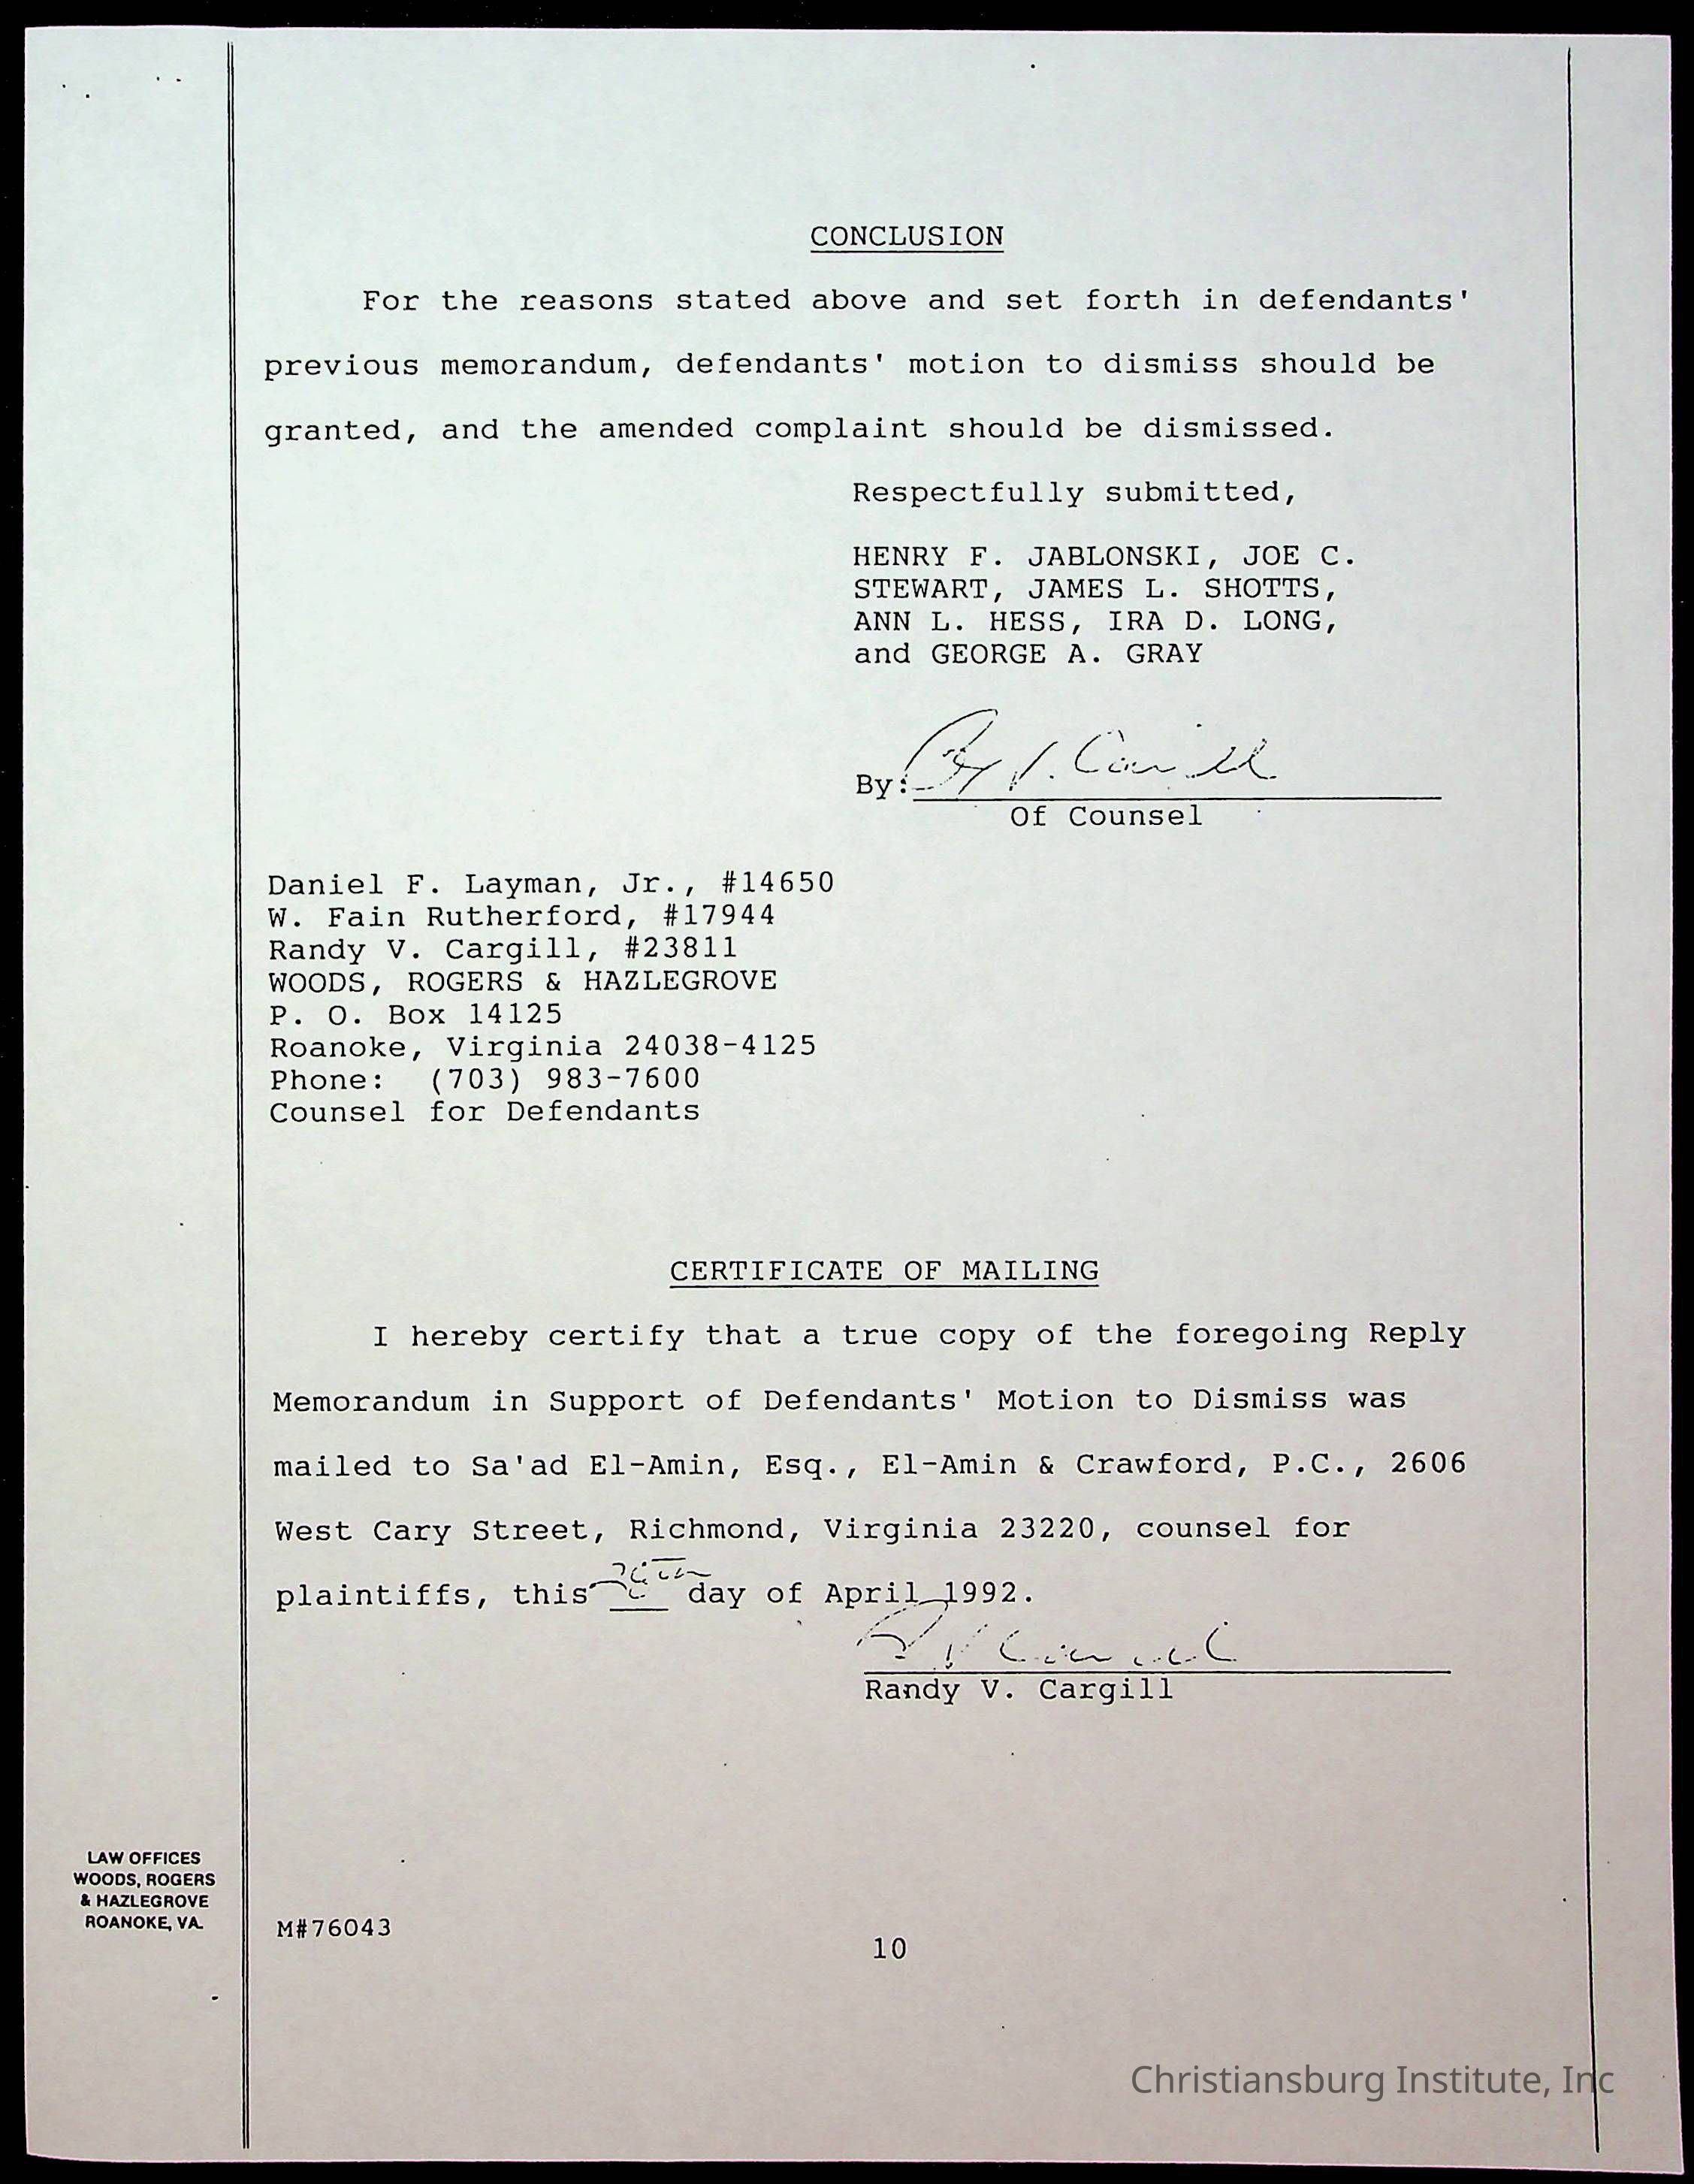 CONCLUSION
For the reasons stated above and set forth in defendants'
previous memorandum, defendants' motion to dismiss should be
granted, and the amended complaint should be dismissed.
Respectfully submitted,
HENRY F. JABLONSKI, JOE C.
STEWART, JAMES L. SHOTTS,
ANN L. HESS, IRA D. LONG,
and GEORGE A. GRAY
By:
Of Counsel
Daniel F. Layman, Jr., #14650
W. Fain Rutherford, #17944
Randy V. Cargill, #23811
WOODS, ROGERS & HAZLEGROVE
P. O. Box 14125
Roanoke, Virginia 24038-4125
Phone: (703) 983-7600
Counsel for Defendants
CERTIFICATE OF MAILING
I hereby certify that a true copy of the foregoing Reply
Memorandum in Support of Defendants' Motion to Dismiss was
mailed to Sa'ad El-Amin, Esq., El-Amin & Crawford, P.C., 2606
West Cary Street, Richmond, Virginia 23220, counsel for
plaintiffs, this day of April 1992.
Randy V. Cargill
LAW OFFICES
WOODS, ROGERS
& HAZLEGROVE
ROANOKE, VA.
M#76043
10
Christiansburg Institute, Inc